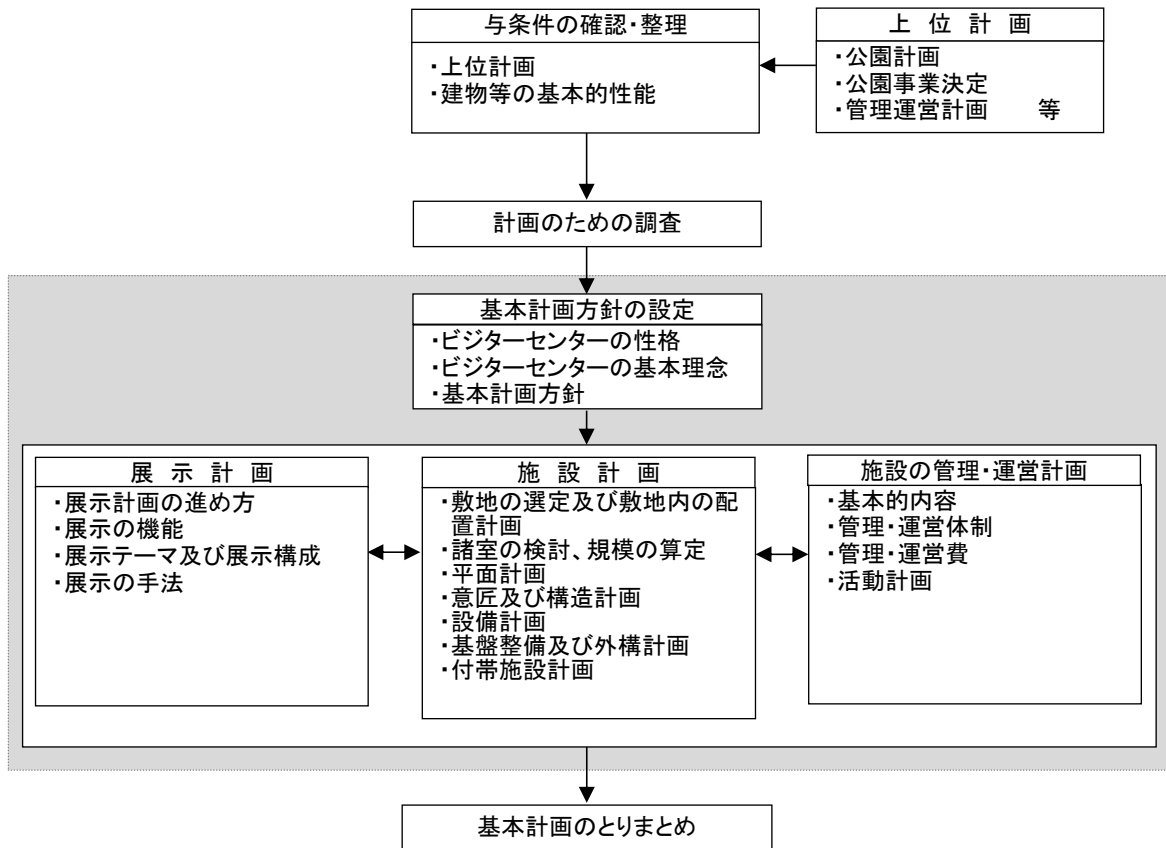 与条件の確認・整理
・上位計画
・建物等の基本的性能
上 位 計 画
・公園計画
・公園事業決定
・管理運営計画 等
計画のための調査
基本計画方針の設定
・ビジターセンターの性格
・ビジターセンターの基本理念
・基本計画方針
展 示 計 画
・展示計画の進め方
・展示の機能
・展示テーマ及び展示構成
・展示の手法
施 設 計 画
・敷地の選定及び敷地内の配
置計画
・諸室の検討、規模の算定
・平面計画
・意匠及び構造計画
・設備計画
・基盤整備及び外構計画
・付帯施設計画
施設の管理・運営計画
・基本的内容
・管理・運営体制
・管理・運営費
・活動計画
基本計画のとりまとめ